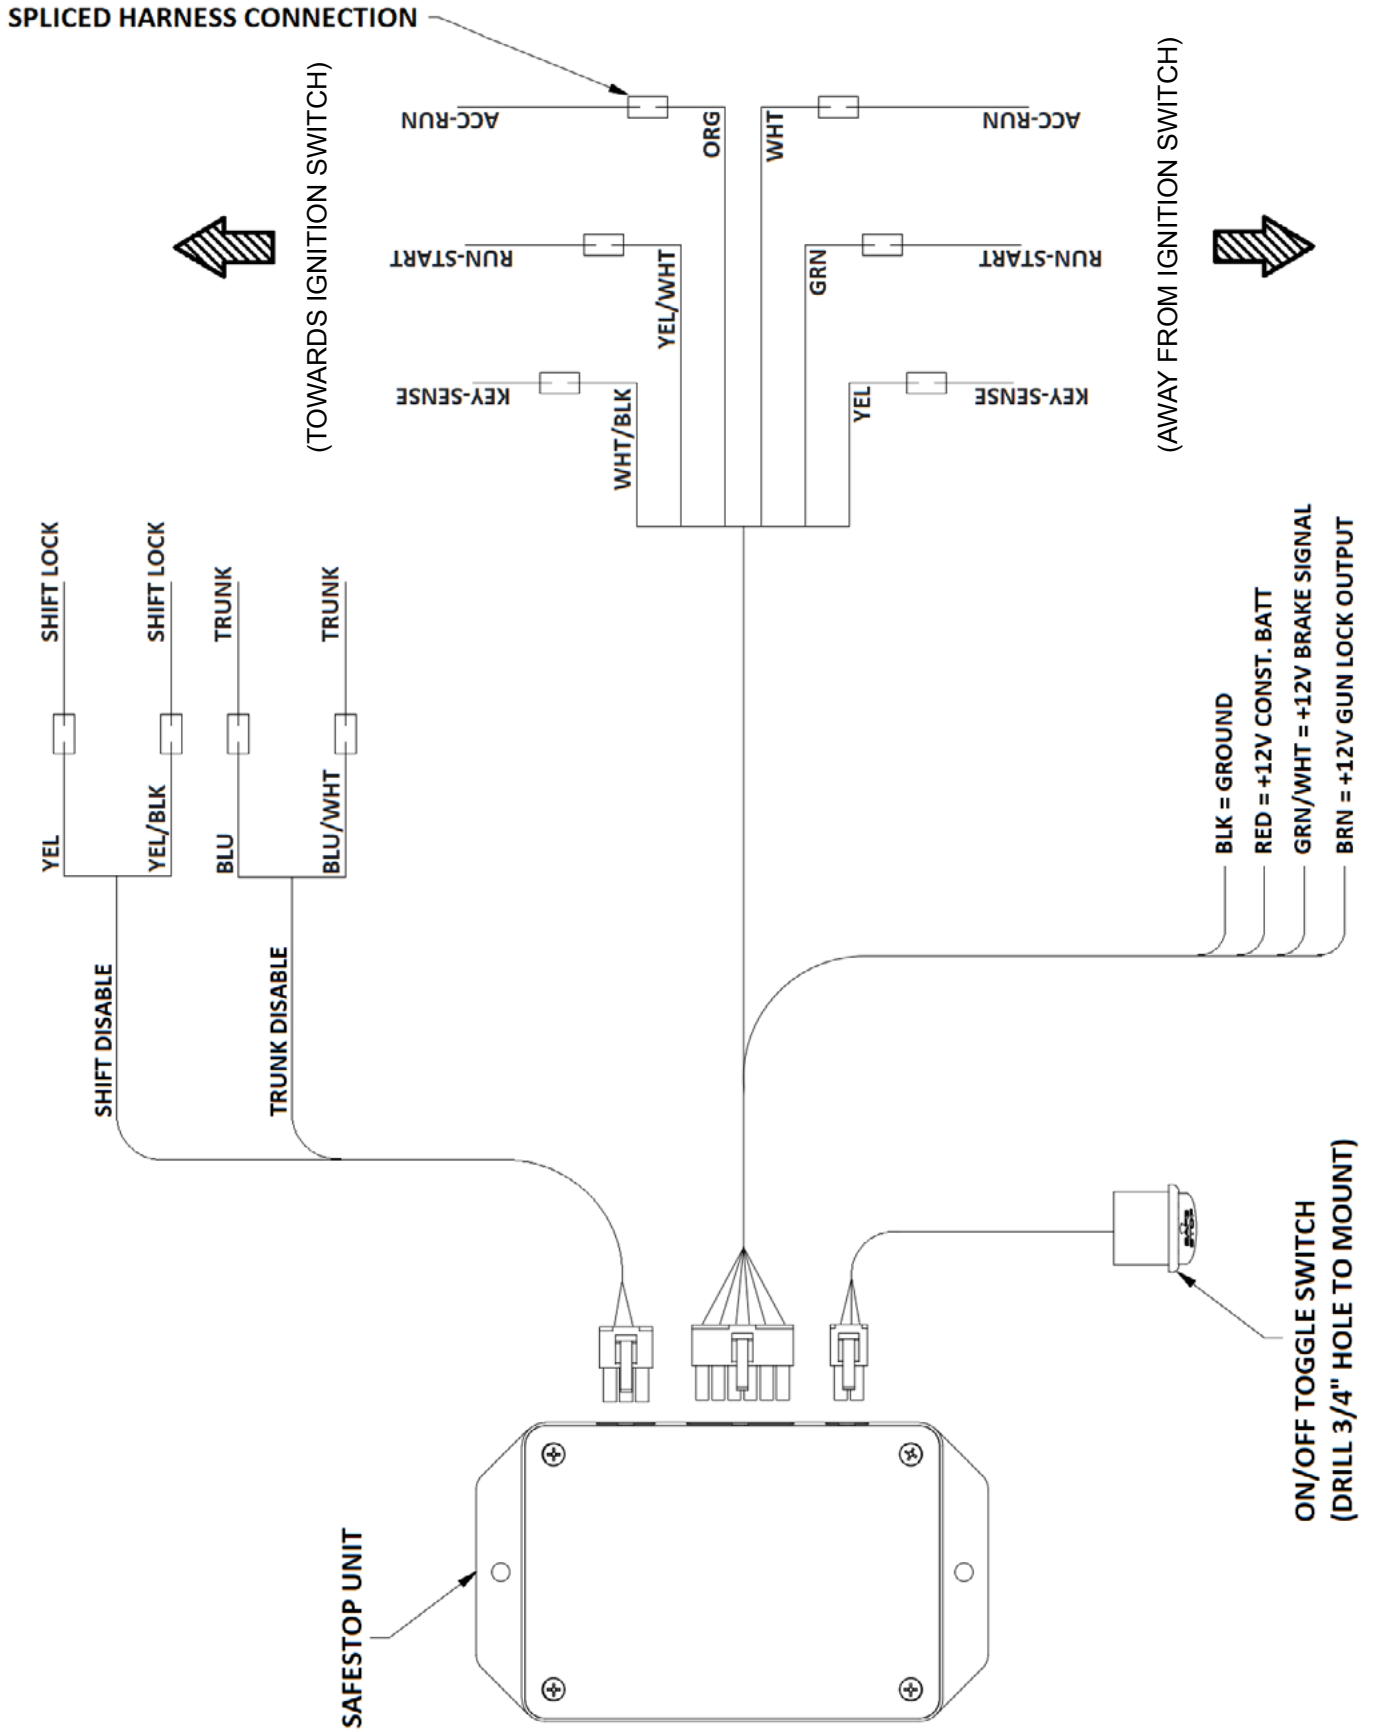 SPLICED HARNESS CONNECTION
(TOWARDS IGNITION SWITCH)
(AWAY FROM IGNITION SWITCH)
ACC-RUN
ORG
WHT
ACC-RUN
RUN-START
YEL/WHT
GRN
RUN-START
KEY-SENSE
WHT/BLK
YEL
KEY-SENSE
SHIFT LOCK
SHIFT LOCK
TRUNK
TRUNK
YEL
YEL/BLK
BLU
BLU/WHT
SHIFT DISABLE
TRUNK DISABLE
BLK = GROUND
RED = +12V CONST. BATT
GRN/WHT = +12V BRAKE SIGNAL
BRN = +12V GUN LOCK OUTPUT
SAFE
STOP
ON/OFF TOGGLE SWITCH
(DRILL 3/4" HOLE TO MOUNT)
SAFESTOP UNIT